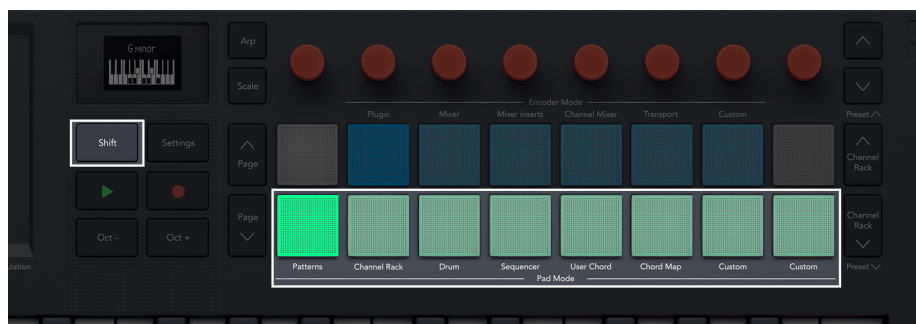 G minor
Arp
Scale
Encoder Mode
Plugin
Mixer
Mixer Inserts
Channel Mixer
Transport
Custom
Preset
Shift
Settings
Page
Channel
Rack
Oct -
Oct +
Page
Channel
Rack
ulation
Patterns
Channel Rack
Drum
Sequencer
User Chord
Chord Map
Custom
Custom
Preset
Pad Mode